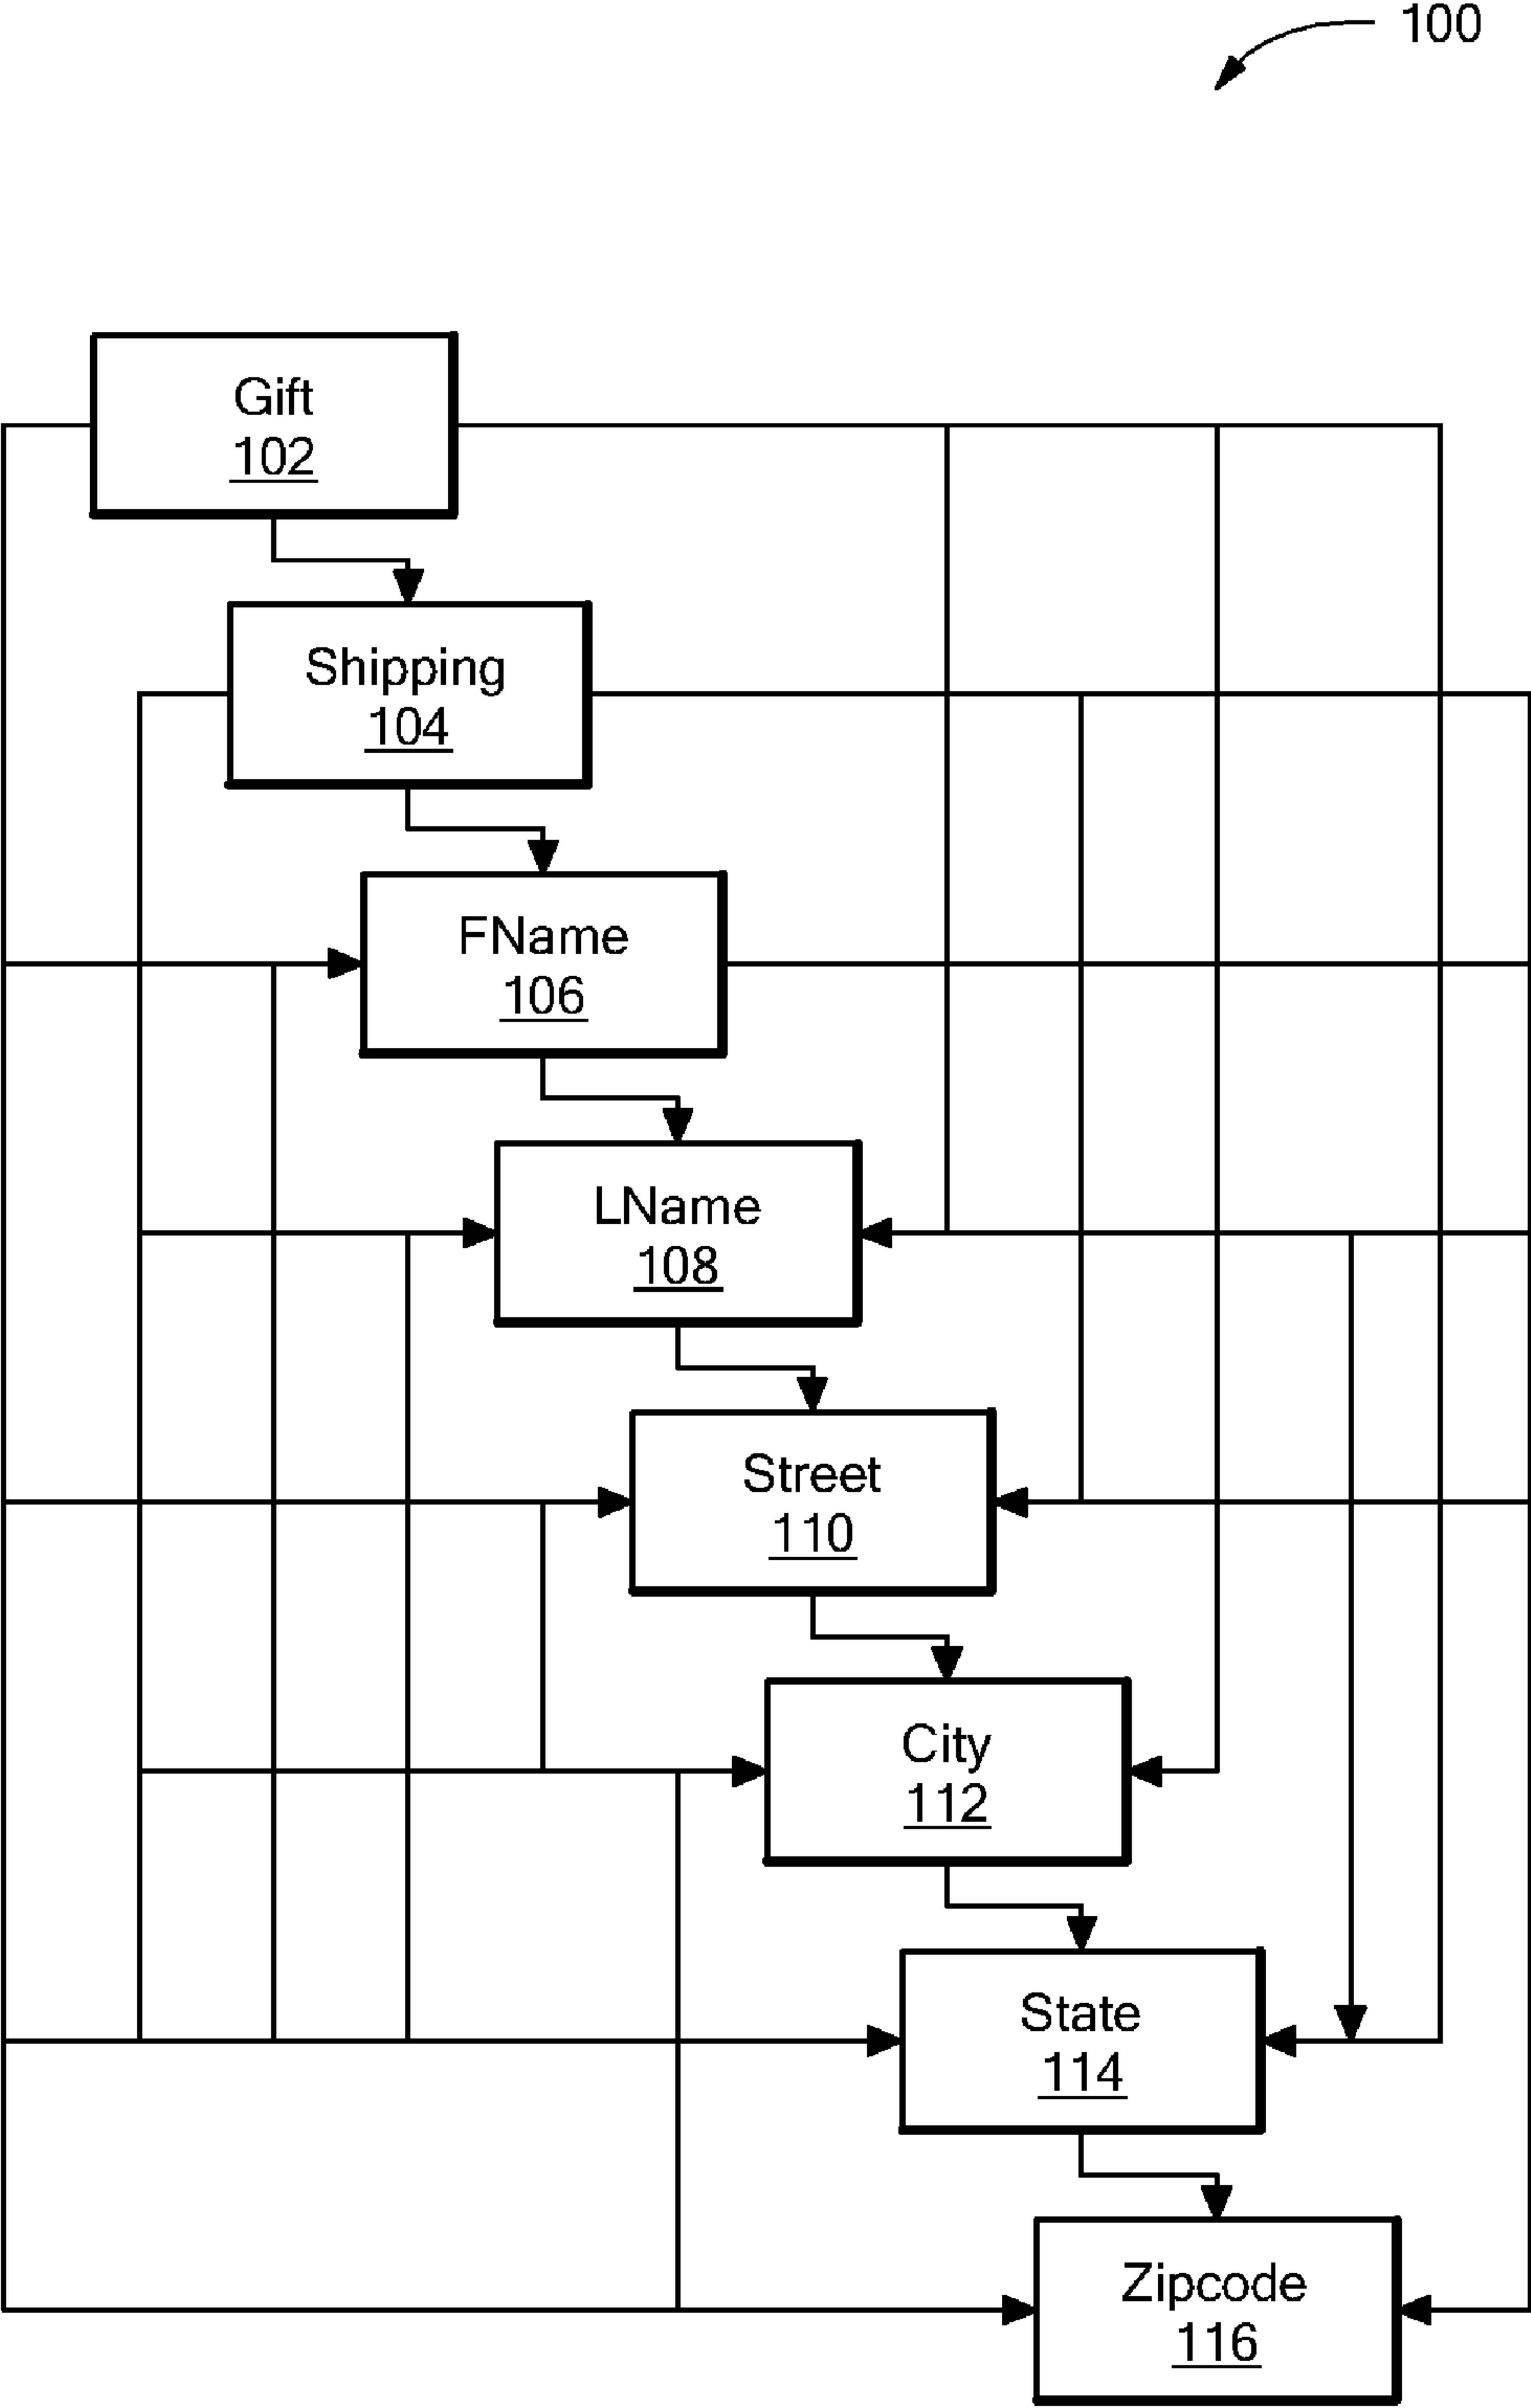 100
Gift
102
Shipping
104
FName
106
LName
108
Street
110
City
112
State
114
Zipcode
116